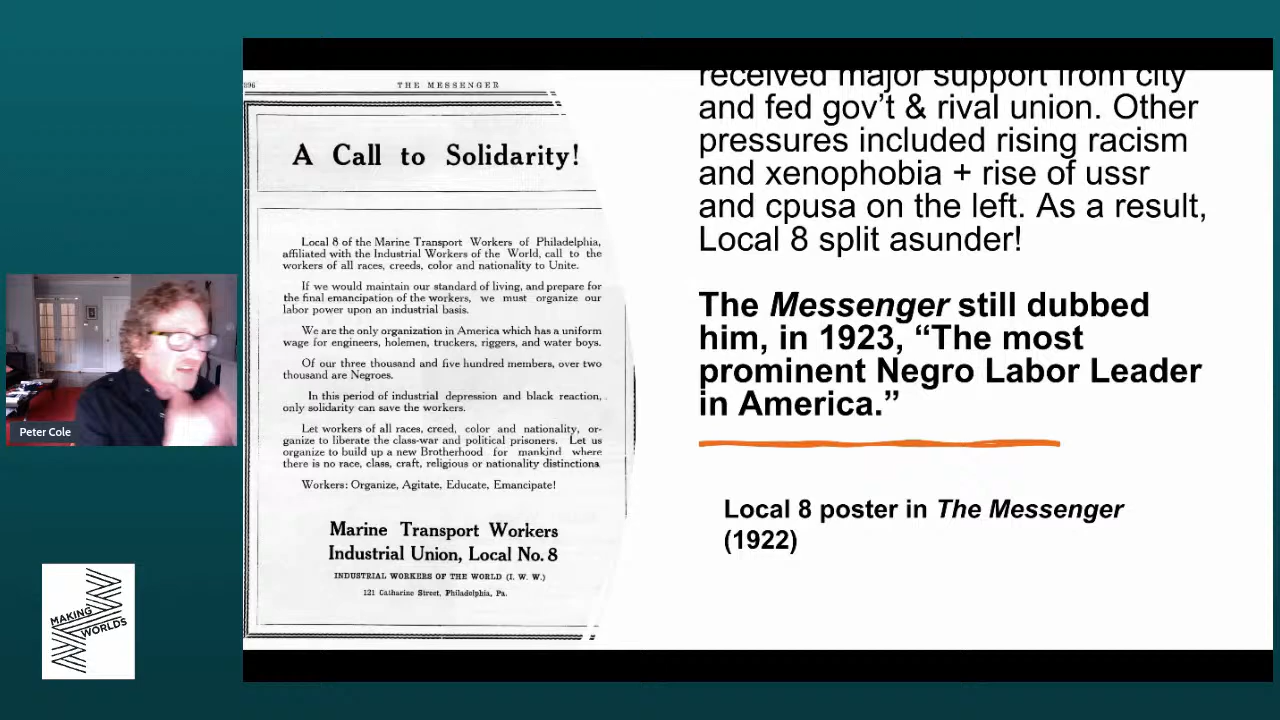 396
THE MESSENGER
A Call to Solidarity!
Local 8 of the Marine Transport Workers of Philadelphia,
affiliated with the Industrial Workers of the World, call to the
workers of all races, creeds, color and nationality to Unite.
If we would maintain our standard of living, and prepare for
the final emancipation of the workers, we must organize our
labor power upon an industrial basis.
We are the only organization in America which has a uniform
wage for engineers, holemen, truckers, riggers, and water boys.
Of our three thousand and five hundred members, over two
thousand are Negroes.
In this period of industrial depression and black reaction,
only solidarity can save the workers.
Let workers of all races, creed, color and nationality, or-
ganize to liberate the class-war and political prisoners. Let us
organize to build up a new Brotherhood for mankind where
there is no race, class, craft, religious or nationality distinctions
Workers: Organize, Agitate, Educate, Emancipate!
Marine Transport Workers
Industrial Union, Local No. 8
INDUSTRIAL WORKERS OF THE WORLD (I. W. W.)
121 Catharine Street, Philadelphia, Pa.
received major support from city
and fed gov’t & rival union. Other
pressures included rising racism
and xenophobia + rise of ussr
and cpusa on the left. As a result,
Local 8 split asunder!
The Messenger still dubbed
him, in 1923, “The most
prominent Negro Labor Leader
in America.”
Local 8 poster in The Messenger
(1922)
Peter Cole
MAKING
WORLDS